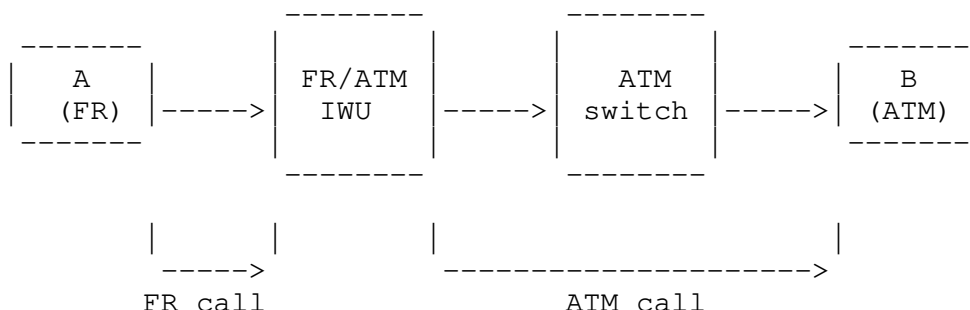 A FR/ATM ATM B
(FR) IWU switch (ATM)
FR call ATM call